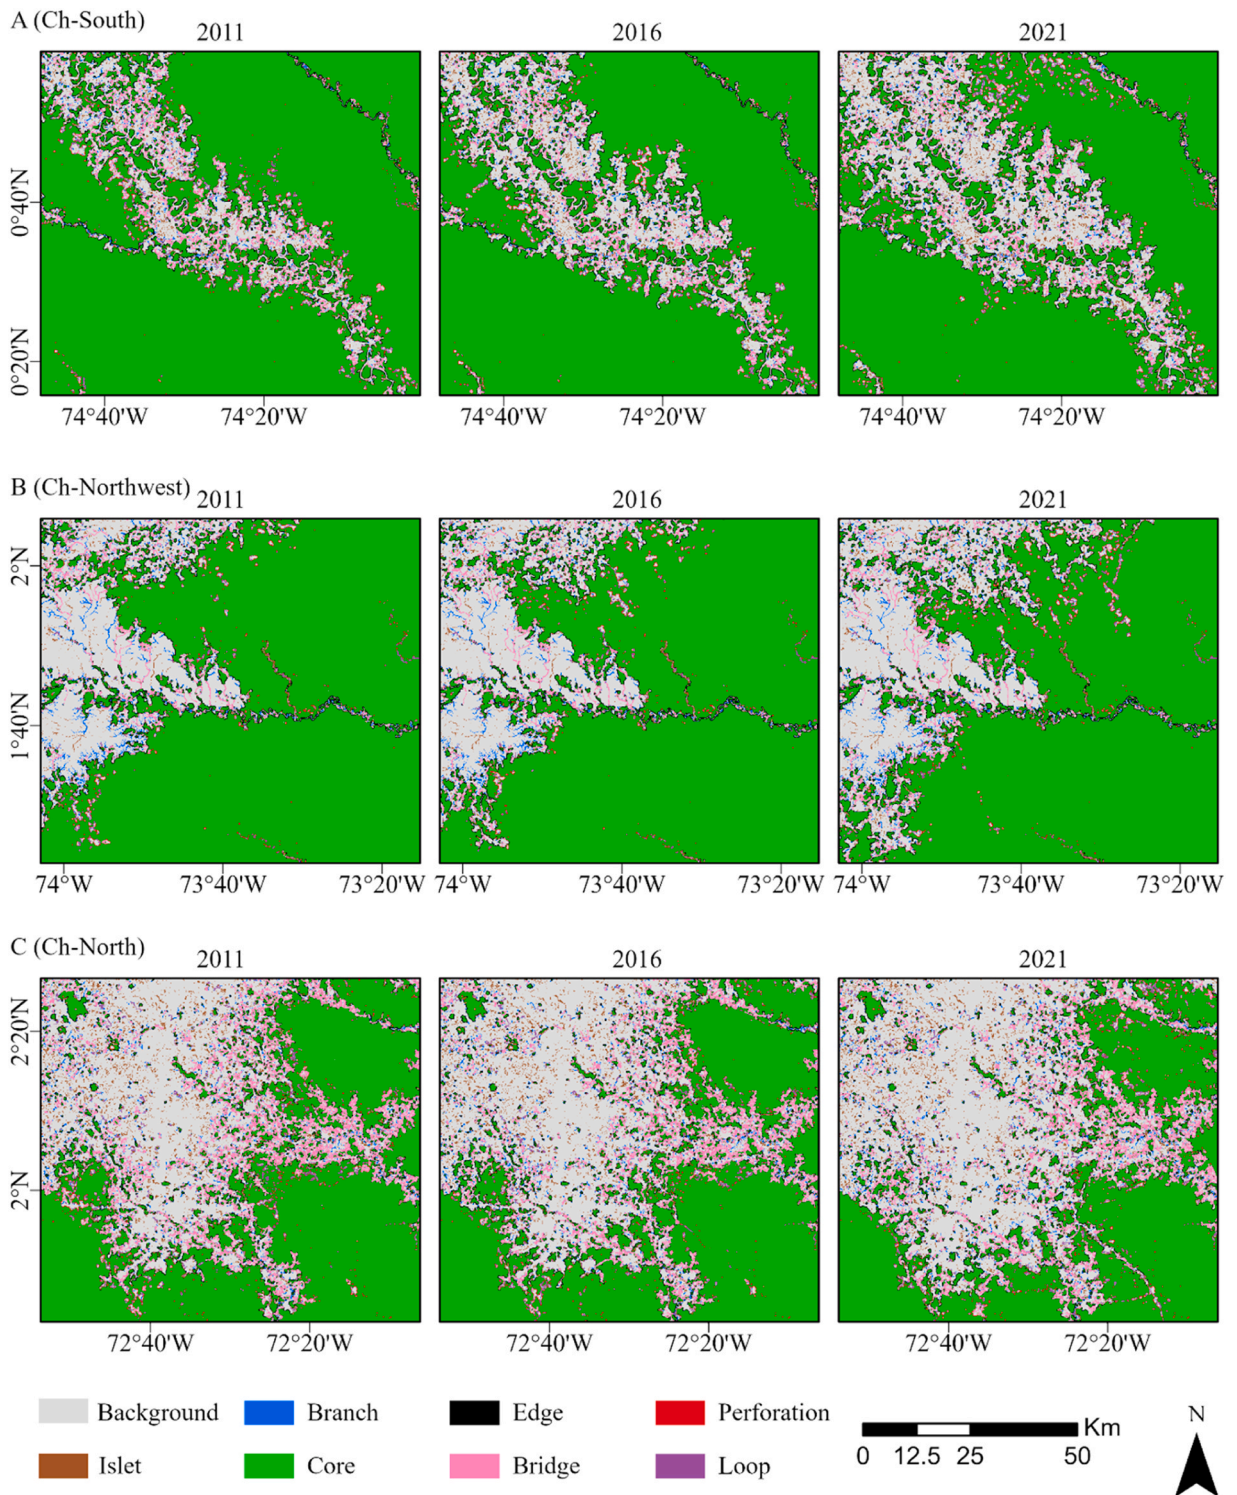 A (Ch-South)
2011 2016 2021
0°40'N
0°20'N
74°40'W 74°20'W 74°40'W 74°20'W 74°40'W 74°20'W
B (Ch-Northwest)
2011 2016 2021
2°N
1°40'N
74°W 73°40'W 73°20'W 74°W 73°40'W 73°20'W 74°W 73°40'W 73°20'W
C (Ch-North)
2011 2016 2021
2°20'N
2°N
72°40'W 72°20'W 72°40'W 72°20'W 72°40'W 72°20'W
Background Branch Edge Perforation
Islet Core Bridge Loop
Km
0 12.5 25 50
N